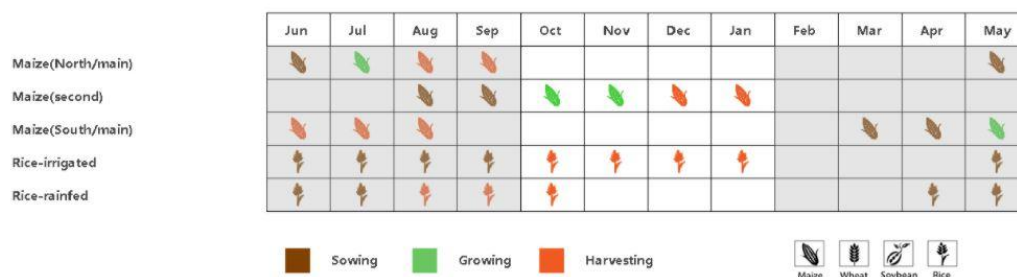 Jun Jul Aug Sep Oct Nov Dec Jan Feb Mar Apr May
Maize(North/main)
Maize(second)
Maize(South/main)
Rice-irrigated
Rice-rainfed
Sowing Growing Harvesting
Maize Wheat Soybean Rice